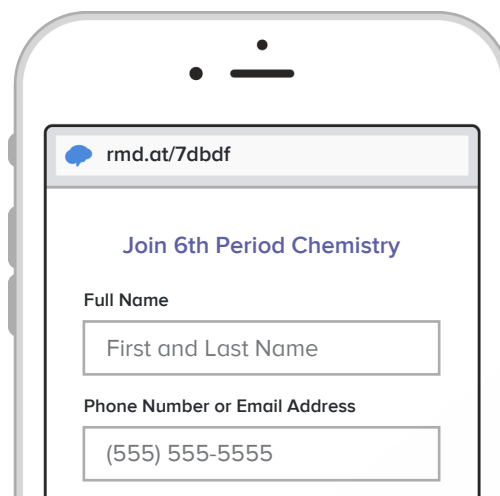 rmd.at/7dbdf
Join 6th Period Chemistry
Full Name
First and Last Name
Phone Number or Email Address
(555) 555-5555